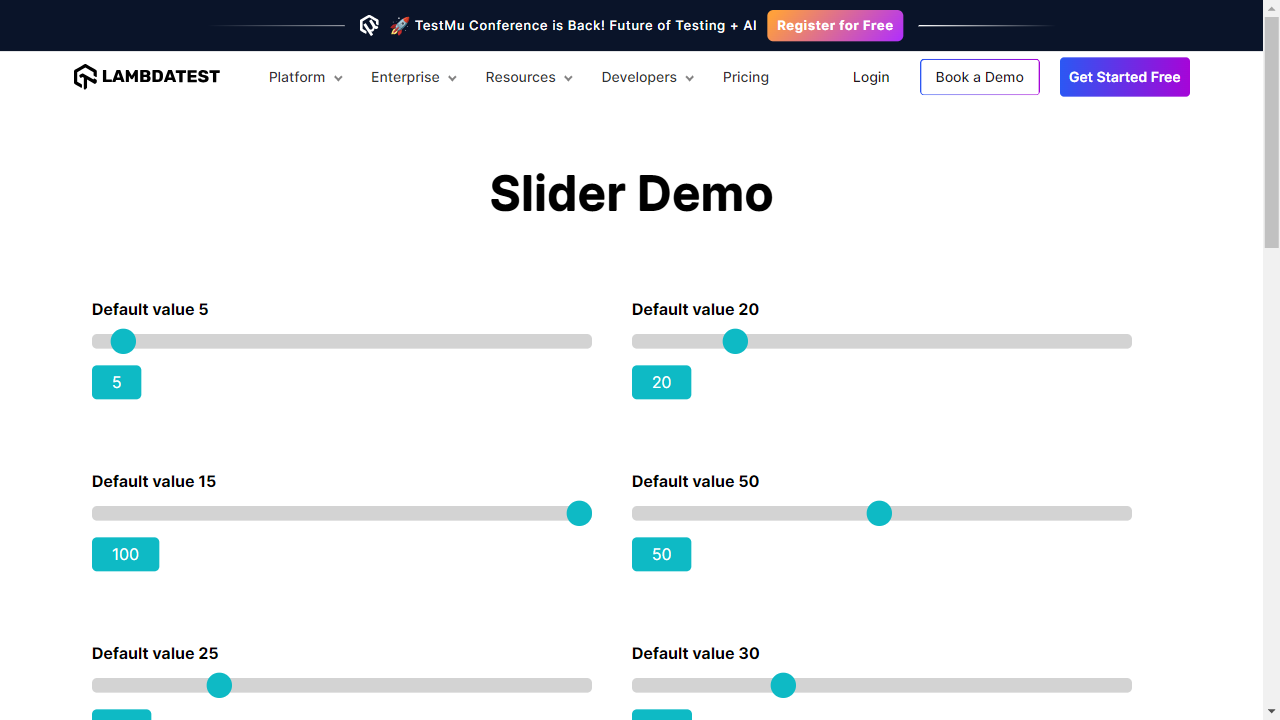 🚀 TestMu Conference is Back! Future of Testing + AI Register for Free
LAMBDATEST Platform Enterprise Resources Developers Pricing Login Book a Demo Get Started Free
Slider Demo
Default value 5 Default value 20
5 20
Default value 15 Default value 50
100 50
Default value 25 Default value 30